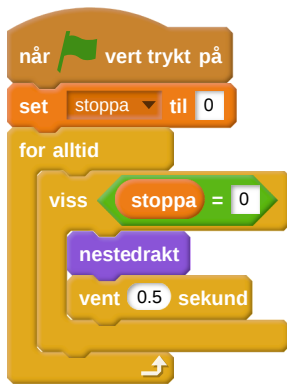 når vert trykt på
set stoppa til 0
for alltid
viss stoppa = 0
nestedrakt
vent 0.5 sekund